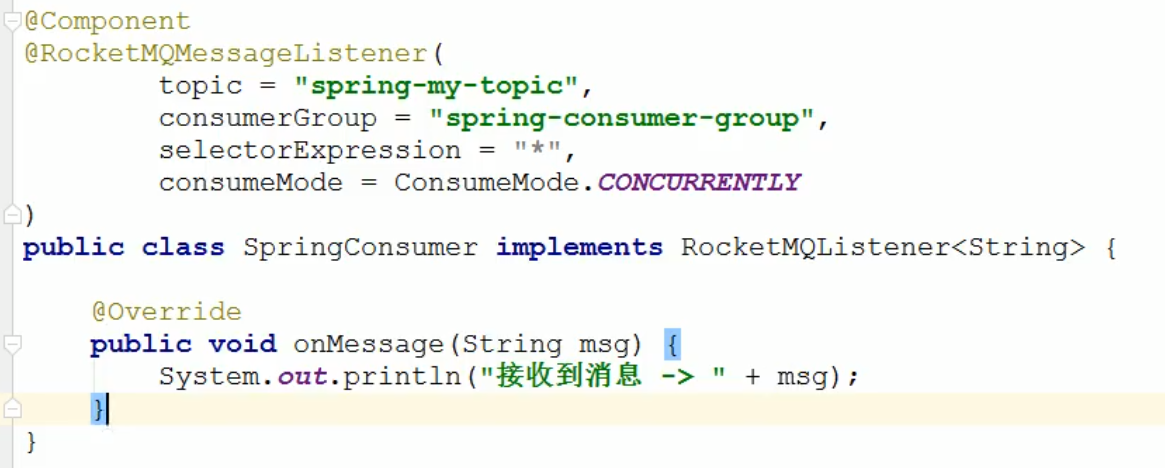 @Component
@RocketMQMessageListener(
topic = "spring-my-topic",
consumerGroup = "spring-consumer-group",
selectorExpression = "*",
consumeMode = ConsumeMode.CONCURRENTLY
)
public class SpringConsumer implements RocketMQListener<String> {
@Override
public void onMessage(String msg) {
System.out.println("接收到消息 -> " + msg);
}
}